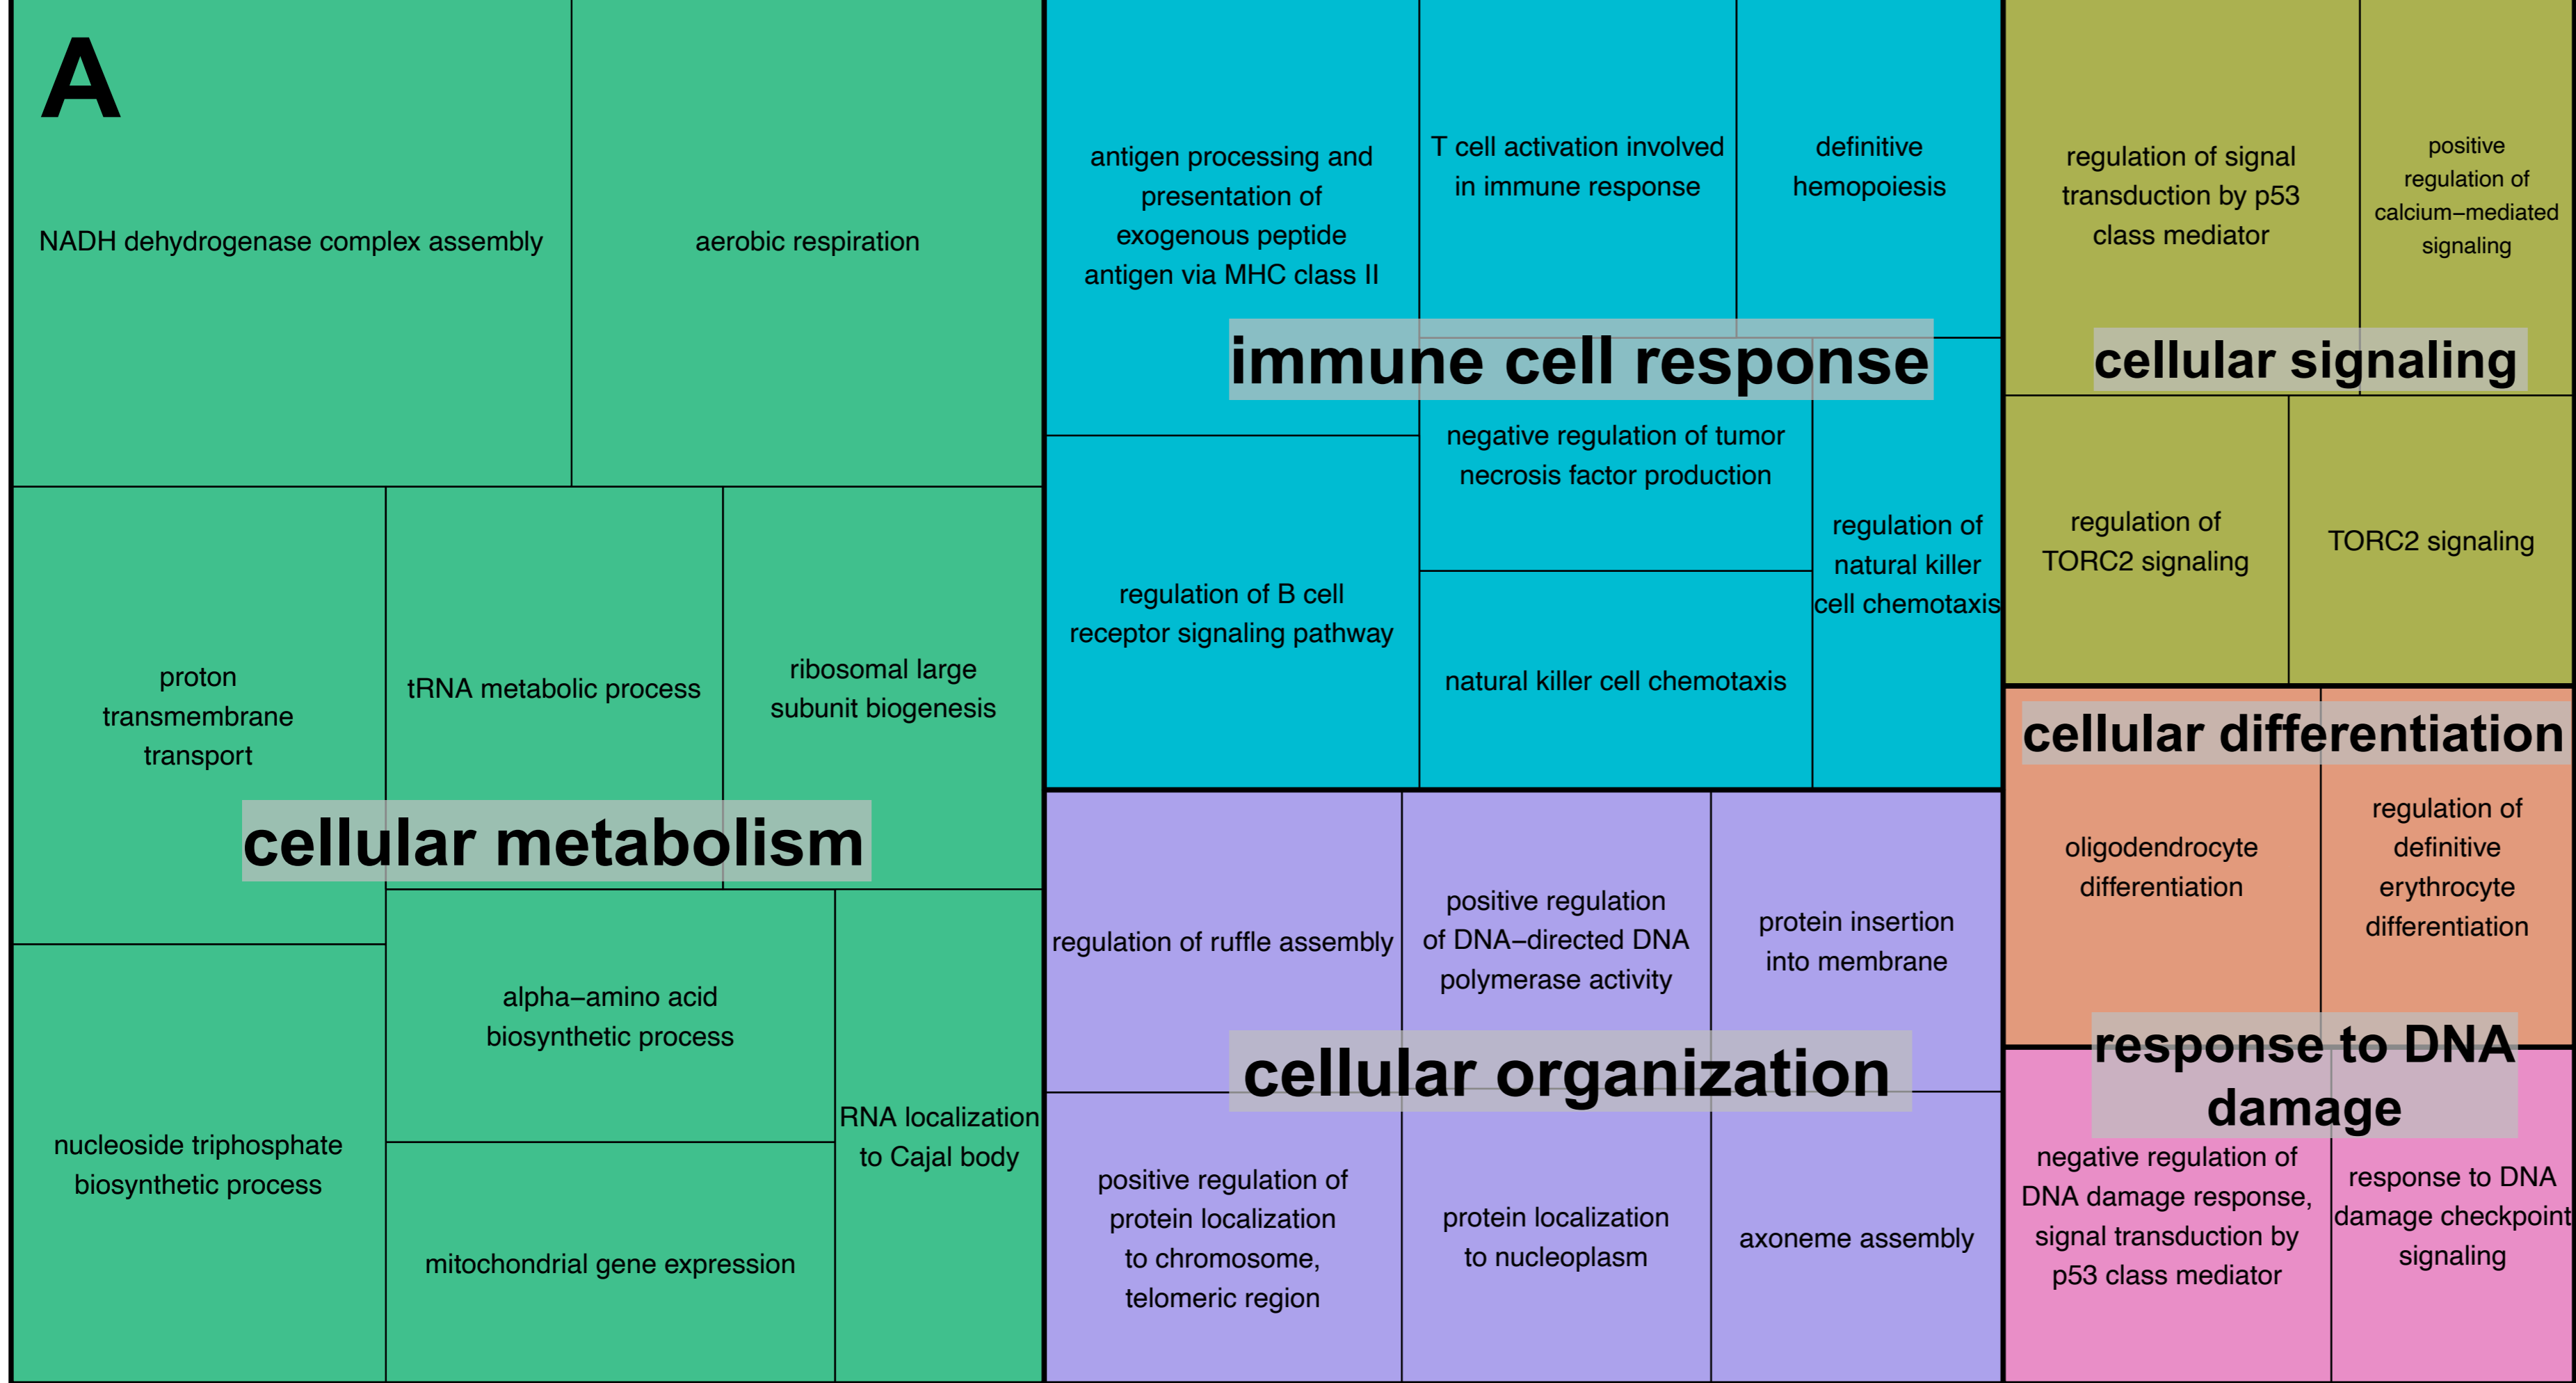 A
NADH dehydrogenase complex assembly
aerobic respiration
proton
transmembrane
transport
tRNA metabolic process
ribosomal large
subunit biogenesis
cellular metabolism
nucleoside triphosphate
biosynthetic process
alpha−amino acid
biosynthetic process
mitochondrial gene expression
RNA localization
to Cajal body
antigen processing and
presentation of
exogenous peptide
antigen via MHC class II
T cell activation involved
in immune response
definitive
hemopoiesis
immune cell response
negative regulation of tumor
necrosis factor production
regulation of B cell
receptor signaling pathway
natural killer cell chemotaxis
regulation of
natural killer
cell chemotaxis
regulation of ruffle assembly
positive regulation
of DNA−directed DNA
polymerase activity
protein insertion
into membrane
cellular organization
positive regulation of
protein localization
to chromosome,
telomeric region
protein localization
to nucleoplasm
axoneme assembly
regulation of signal
transduction by p53
class mediator
positive
regulation of
calcium−mediated
signaling
cellular signaling
regulation of
TORC2 signaling
TORC2 signaling
cellular differentiation
oligodendrocyte
differentiation
regulation of
definitive
erythrocyte
differentiation
response to DNA
damage
negative regulation of
DNA damage response,
signal transduction by
p53 class mediator
response to DNA
damage checkpoint
signaling